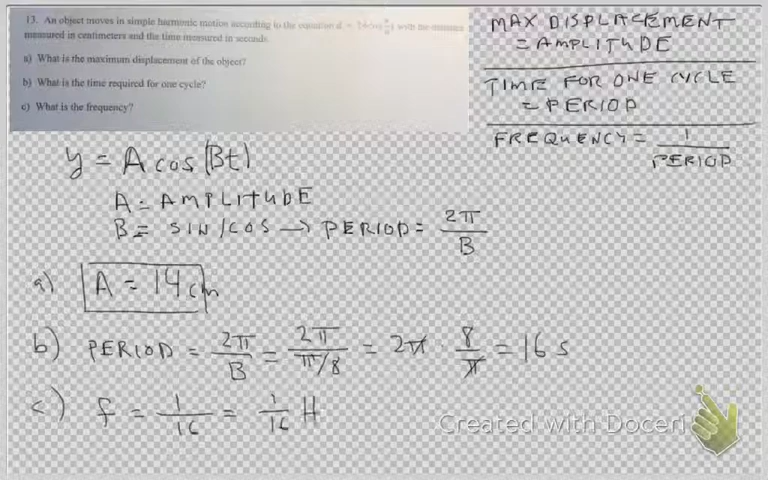 13. An object moves in simple harmonic motion according to the equation with the distance
measured in centimeters and the time measured in seconds.
a) What is the maximum displacement of the object?
b) What is the time required for one cycle?
c) What is the frequency?
MAX DISPLACEMENT
= AMPLITUDE
TIME FOR ONE CYCLE
= PERIOD
FREQUENCY = 1/PERIOD
y = A cos(Bt)
A = AMPLITUDE
B = SIN/COS → PERIOD = 2π/B
a) A = 14 cm
b) PERIOD = 2π/B = 2π/π/8 = 2π · 8/π = 16 s
c) f = 1/16 = 1/16 H
Created with Doceri